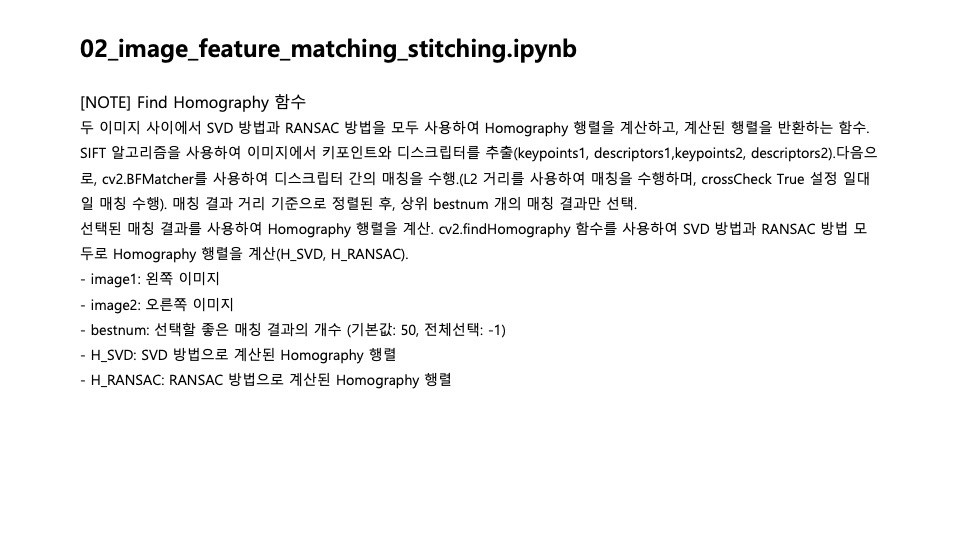 02_image_feature_matching_stitching.ipynb
[NOTE] Find Homography 함수
두 이미지 사이에서 SVD 방법과 RANSAC 방법을 모두 사용하여 Homography 행렬을 계산하고, 계산된 행렬을 반환하는 함수.
SIFT 알고리즘을 사용하여 이미지에서 키포인트와 디스크립터를 추출(keypoints1, descriptors1,keypoints2, descriptors2).다음으
로, cv2.BFMatcher를 사용하여 디스크립터 간의 매칭을 수행.(L2 거리를 사용하여 매칭을 수행하며, crossCheck True 설정 일대
일 매칭 수행). 매칭 결과 거리 기준으로 정렬된 후, 상위 bestnum 개의 매칭 결과만 선택.
선택된 매칭 결과를 사용하여 Homography 행렬을 계산. cv2.findHomography 함수를 사용하여 SVD 방법과 RANSAC 방법 모
두로 Homography 행렬을 계산(H_SVD, H_RANSAC).
- image1: 왼쪽 이미지
- image2: 오른쪽 이미지
- bestnum: 선택할 좋은 매칭 결과의 개수 (기본값: 50, 전체선택: -1)
- H_SVD: SVD 방법으로 계산된 Homography 행렬
- H_RANSAC: RANSAC 방법으로 계산된 Homography 행렬